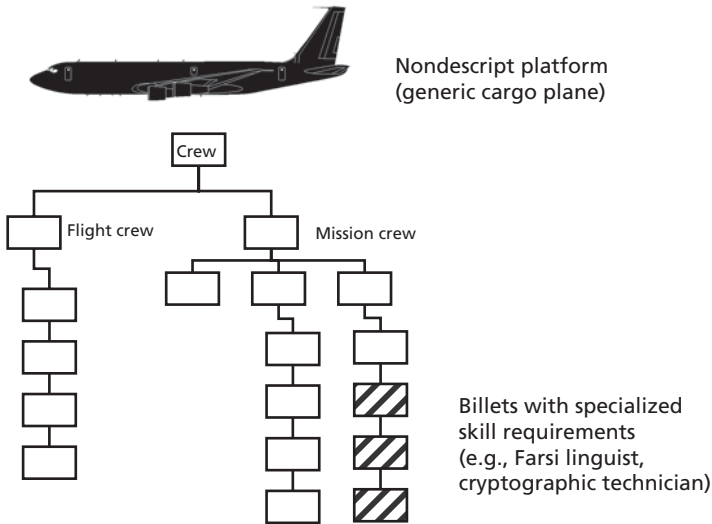 Nondescript platform
(generic cargo plane)
Crew
Flight crew
Mission crew
Billets with specialized
skill requirements
(e.g., Farsi linguist,
cryptographic technician)